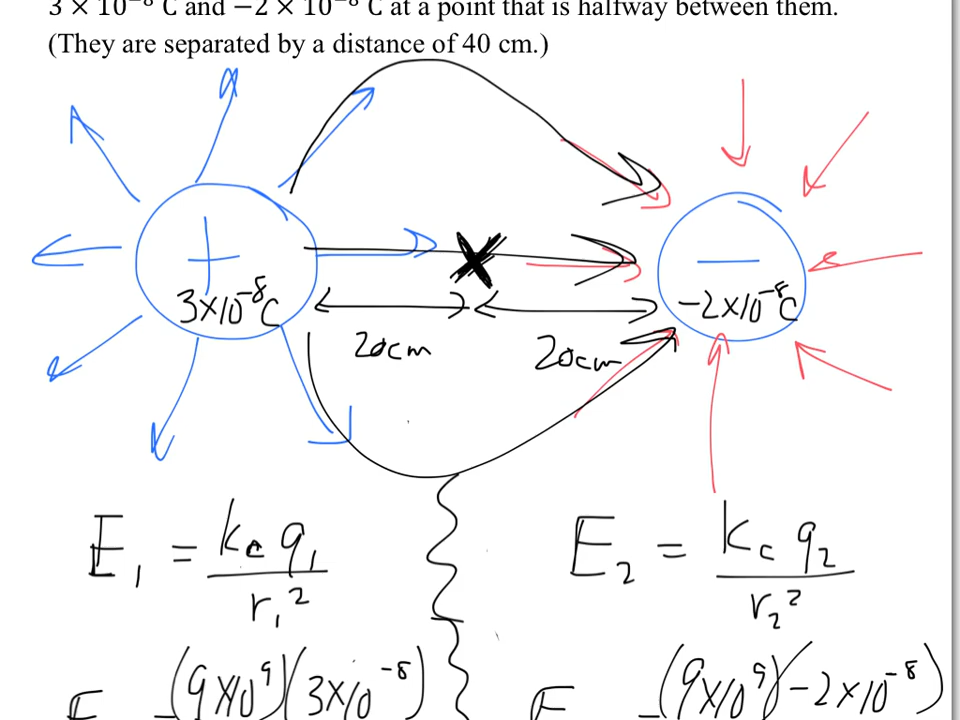 3 × 10⁻⁸ C and −2 × 10⁻⁸ C at a point that is halfway between them.
(They are separated by a distance of 40 cm.)
+
−
3×10⁻⁸C
−2×10⁻⁸C
20cm
20cm
E₁ = k_c q₁ / r₁²
E₂ = k_c q₂ / r₂²
(9×10⁹)(3×10⁻⁸)
(9×10⁹)(−2×10⁻⁸)